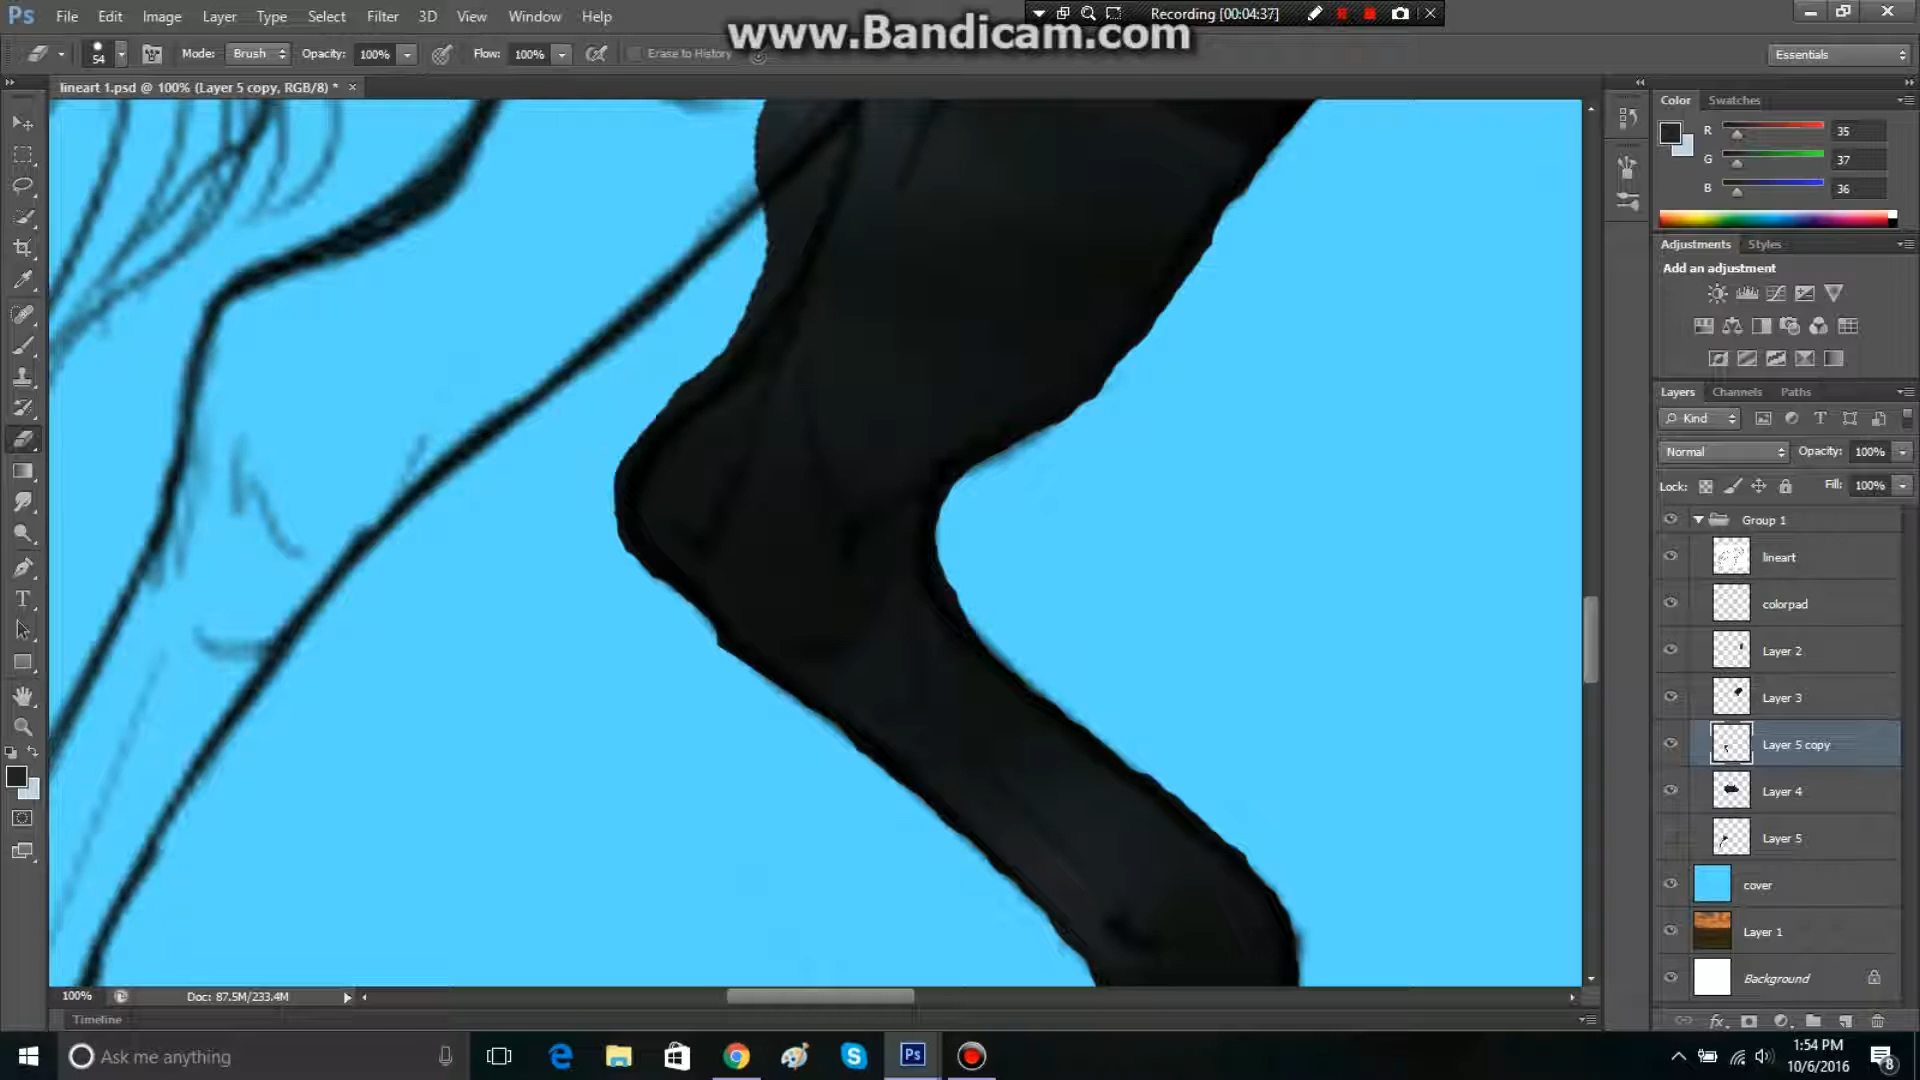 Ps File Edit Image Layer Type Select Filter 3D View Window Help
Recording [00:04:37]
www.Bandicam.com
54 Mode: Brush Opacity: 100% Flow: 100% Erase to History Essentials
lineart 1.psd @ 100% (Layer 5 copy, RGB/8) *
Color Swatches
R 35
G 37
B 36
Adjustments Styles
Add an adjustment
Layers Channels Paths
Kind
Normal Opacity: 100%
Lock: Fill: 100%
Group 1
lineart
colorpad
Layer 2
Layer 3
Layer 5 copy
Layer 4
Layer 5
cover
Layer 1
Background
100% Doc: 87.5M/233.4M
Timeline
Ask me anything
1:54 PM
10/6/2016
8